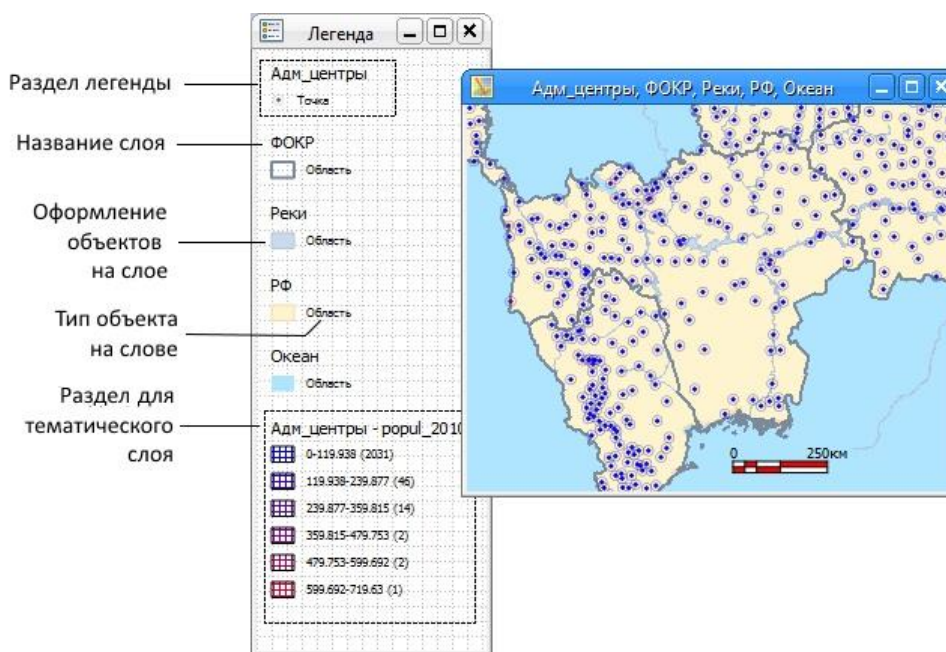 Легенда
Раздел легенды
Адм_центры
Точка
Название слоя
ФОКР
Область
Оформление
объектов
на слое
Реки
Область
Тип объекта
на слове
РФ
Область
Океан
Область
Раздел для
тематического
слоя
Адм_центры - popul_2010
0-119.938 (2031)
119.938-239.877 (46)
239.877-359.815 (14)
359.815-479.753 (2)
479.753-599.692 (2)
599.692-719.63 (1)
Адм_центры, ФОКР, Реки, РФ, Океан
0 250км